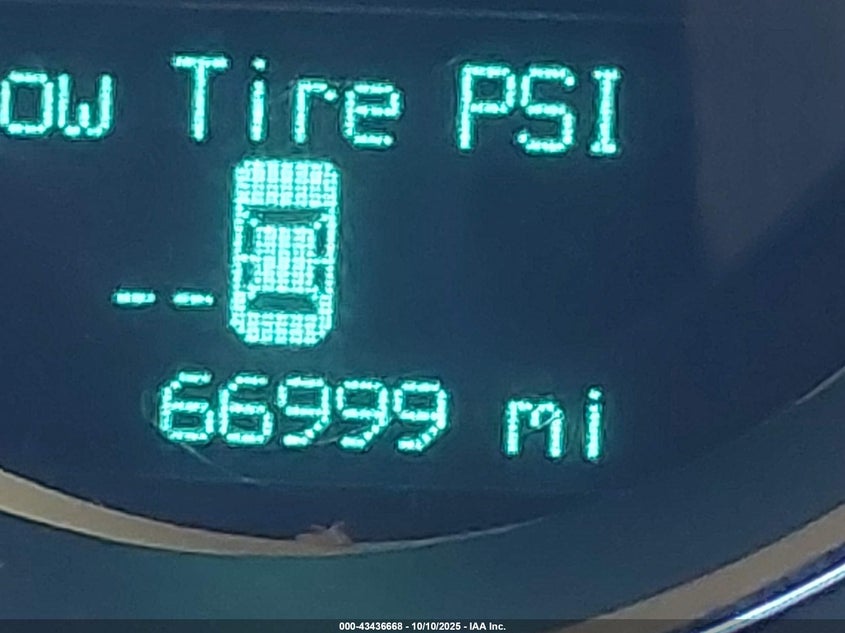 ow Tire PSI
--
66999 mi
000-43436668 - 10/10/2025 - IAA Inc.